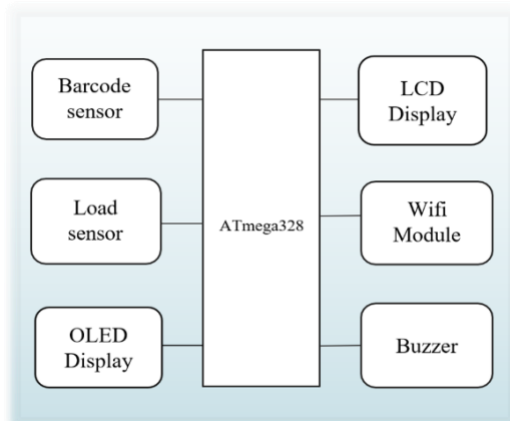 Barcode
sensor
LCD
Display
Load
sensor
ATmega328
Wifi
Module
OLED
Display
Buzzer